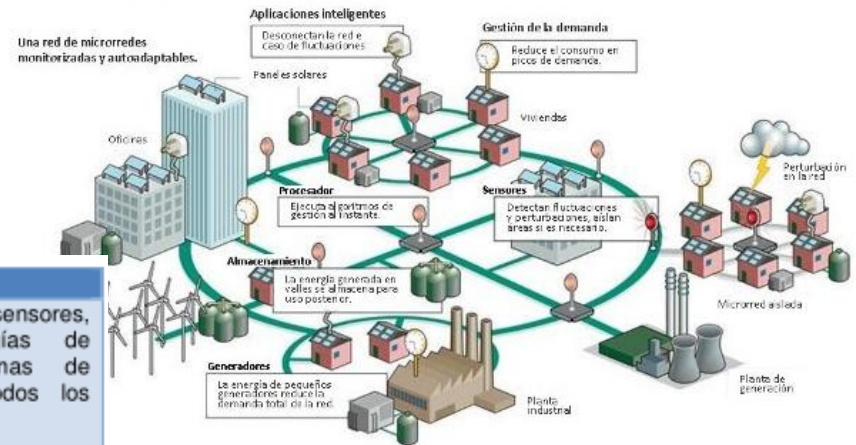 Aplicaciones inteligentes
Desconectan la red e
caso de fluctuaciones
Gestión de la demanda
Reduce el consumo en
picos de demanda.
Una red de microrredes
monitorizadas y autoadaptables.
Paneles solares
Oficinas
Viviendas
Perturbación
en la red
Procesador
Ejecuta algoritmos de
gestión al instante.
Sensores
Detectan fluctuaciones
y perturbaciones, aíslan
áreas si es necesario.
Almacenamiento
La energía generada en
valles se almacena para
uso posterior.
Microrred aislada
sensores,
ías de
mas de
odos los
Generadores
La energía de pequeños
generadores reduce la
demanda total de la red.
Planta
industrial
Planta de
generación